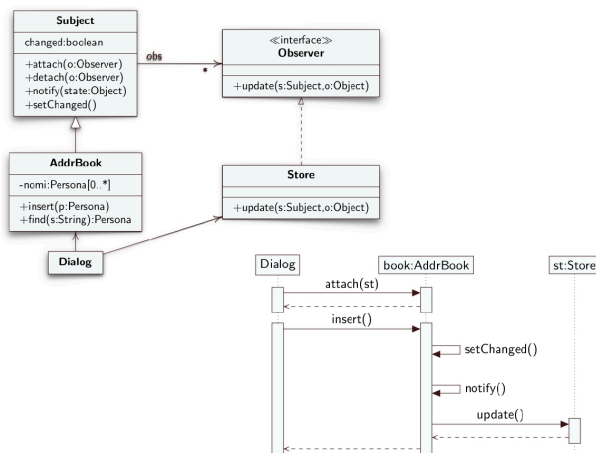 Subject
changed:boolean
+attach(o:Observer)
+detach(o:Observer)
+notify(state:Object)
+setChanged()
obs
*
≪interface≫
Observer
+update(s:Subject,o:Object)
AddrBook
-nomi:Persona[0..*]
+insert(p:Persona)
+find(s:String):Persona
Store
+update(s:Subject,o:Object)
Dialog
Dialog
book:AddrBook
st:Store
attach(st)
insert()
setChanged()
notify()
update()